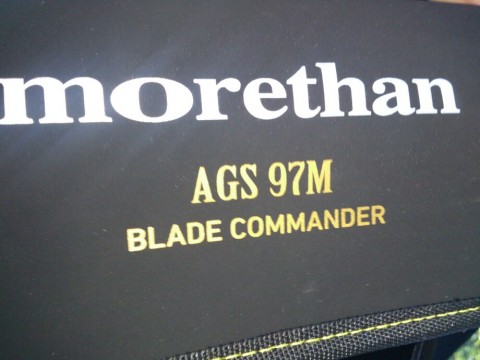 morethan
AGS 97M
BLADE COMMANDER